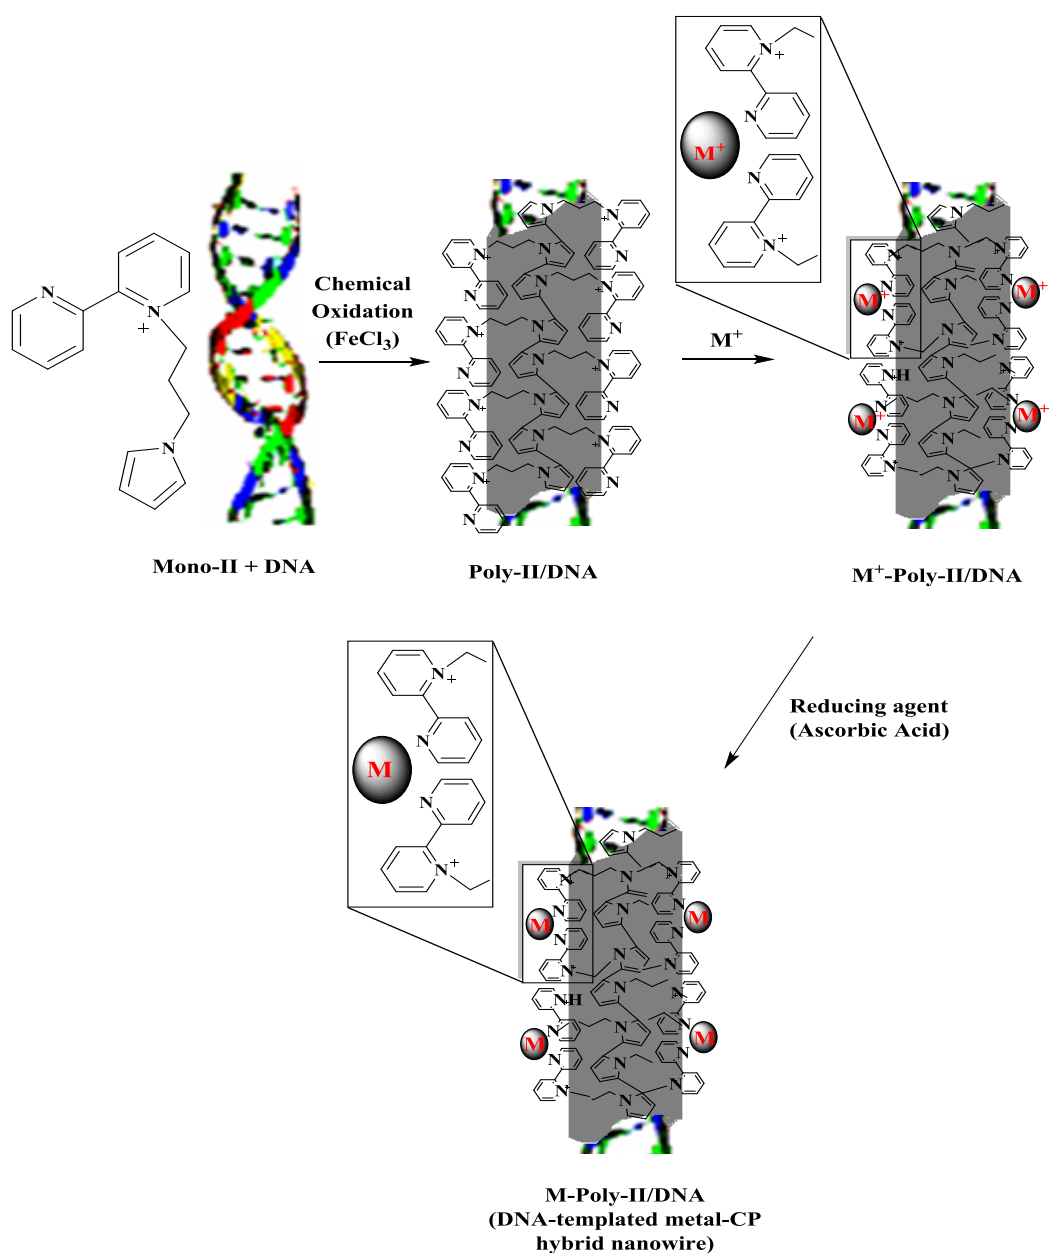 N
N
+
N
Mono-II + DNA
Chemical
Oxidation
(FeCl3)
Poly-II/DNA
M+
N
+
N
M+
N
N
+
M+
M+
M+
M+
N+H
M+-Poly-II/DNA
Reducing agent
(Ascorbic Acid)
N
+
N
M
N
N
+
M
M
N+H
M
M
M-Poly-II/DNA
(DNA-templated metal-CP
hybrid nanowire)